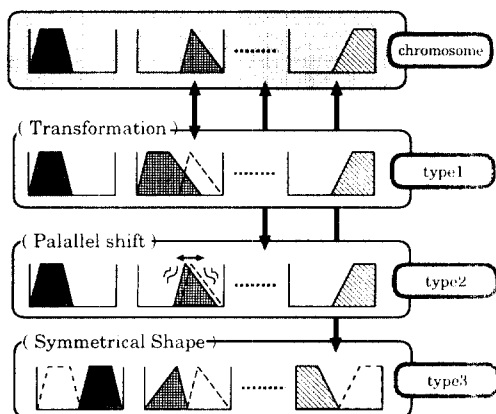 chromosome
( Transformation )
type1
( Palallel shift )
type2
( Symmetrical Shape )
type3